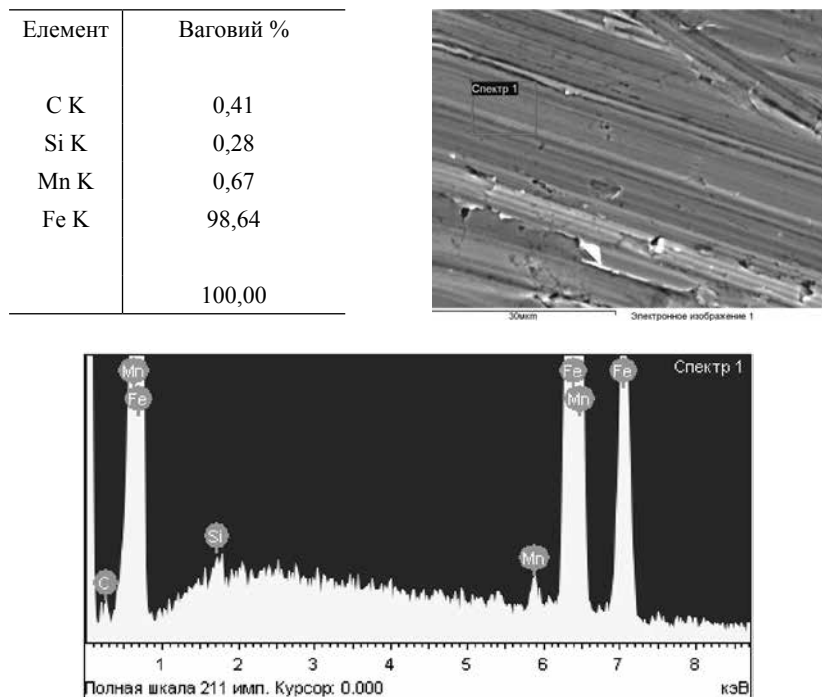 Елемент Ваговий %
C K 0,41
Si K 0,28
Mn K 0,67
Fe K 98,64
100,00
Спектр 1
30мкm Электронное изображение 1
Спектр 1
Mn Fe Fe
Fe Mn
Si
Mn
C
1 2 3 4 5 6 7 8
Полная шкала 211 имп. Курсор: 0.000 кэВ